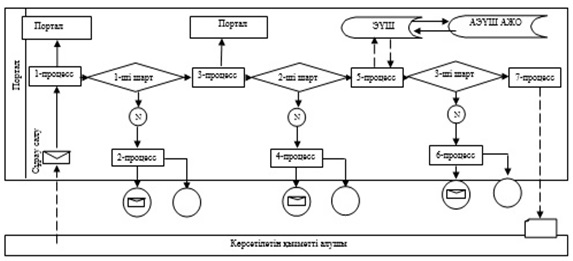 Портал
Портал
ЭҮШ
АЭҮШ АЖО
Портал
1-процесс
1-ші шарт
3-процесс
2-ші шарт
5-процесс
3-ші шарт
7-процесс
N
N
N
Сұрау салу
2-процесс
4-процесс
6-процесс
Көрсетілетін қызметті алушы